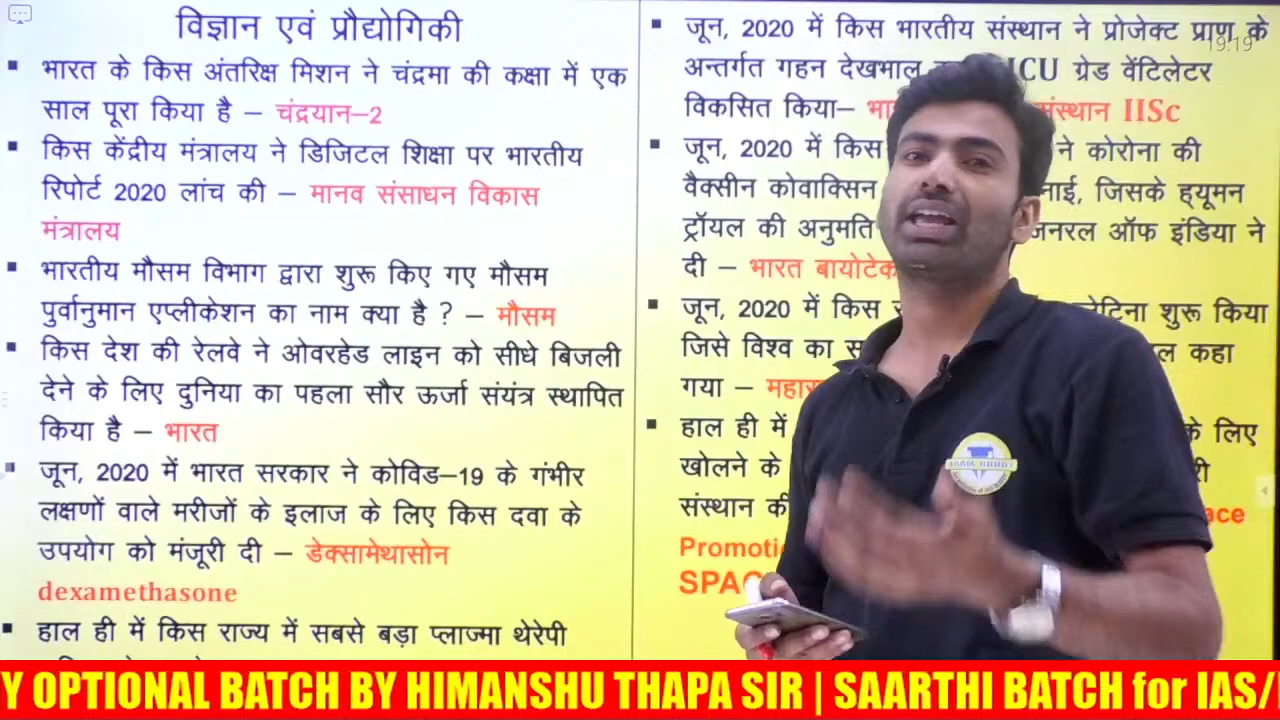 विज्ञान एवं प्रौद्योगिकी
भारत के किस अंतरिक्ष मिशन ने चंद्रमा की कक्षा में एक
साल पूरा किया है – चंद्रयान–2
किस केंद्रीय मंत्रालय ने डिजिटल शिक्षा पर भारतीय
रिपोर्ट 2020 लांच की – मानव संसाधन विकास
मंत्रालय
भारतीय मौसम विभाग द्वारा शुरू किए गए मौसम
पुर्वानुमान एप्लीकेशन का नाम क्या है ? – मौसम
किस देश की रेलवे ने ओवरहेड लाइन को सीधे बिजली
देने के लिए दुनिया का पहला सौर ऊर्जा संयंत्र स्थापित
किया है – भारत
जून, 2020 में भारत सरकार ने कोविड–19 के गंभीर
लक्षणों वाले मरीजों के इलाज के लिए किस दवा के
उपयोग को मंजूरी दी – डेक्सामेथासोन
dexamethasone
हाल ही में किस राज्य में सबसे बड़ा प्लाज्मा थेरेपी
जून, 2020 में किस भारतीय संस्थान ने प्रोजेक्ट प्राण के
19:19
अन्तर्गत गहन देखभाल ICU ग्रेड वेंटिलेटर
विकसित किया– संस्थान IISc
जून, 2020 में किस ने कोरोना की
वैक्सीन कोवाक्सिन जिसके ह्यूमन
ट्रॉयल की अनुमति जनरल ऑफ इंडिया ने
दी – भारत बायोटेक
जून, 2020 में किस शुरू किया
जिसे विश्व का कहा
गया –
हाल ही में के लिए
खोलने के
संस्थान की
Y OPTIONAL BATCH BY HIMANSHU THAPA SIR | SAARTHI BATCH for IAS/